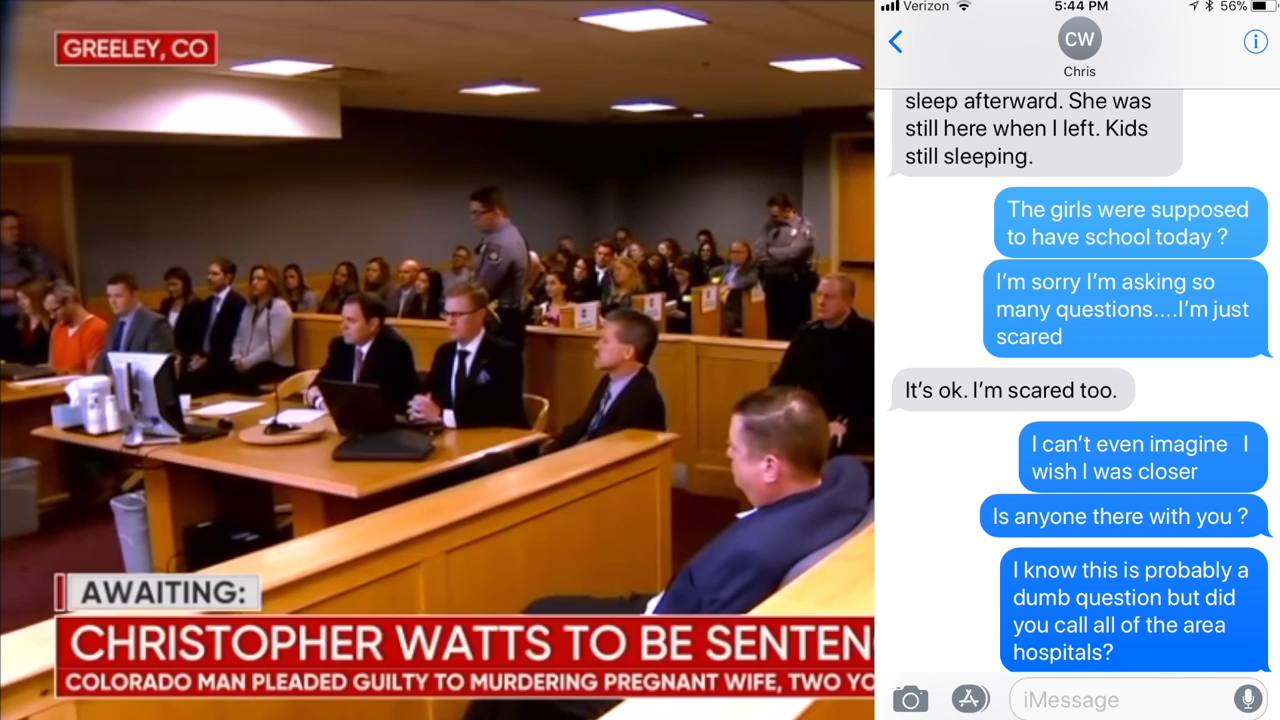 GREELEY, CO
AWAITING:
CHRISTOPHER WATTS TO BE SENTEN
COLORADO MAN PLEADED GUILTY TO MURDERING PREGNANT WIFE, TWO YO
Verizon 5:44 PM 56%
CW
Chris
sleep afterward. She was
still here when I left. Kids
still sleeping.
The girls were supposed
to have school today ?
I'm sorry I'm asking so
many questions....I'm just
scared
It's ok. I'm scared too.
I can't even imagine I
wish I was closer
Is anyone there with you ?
I know this is probably a
dumb question but did
you call all of the area
hospitals?
iMessage